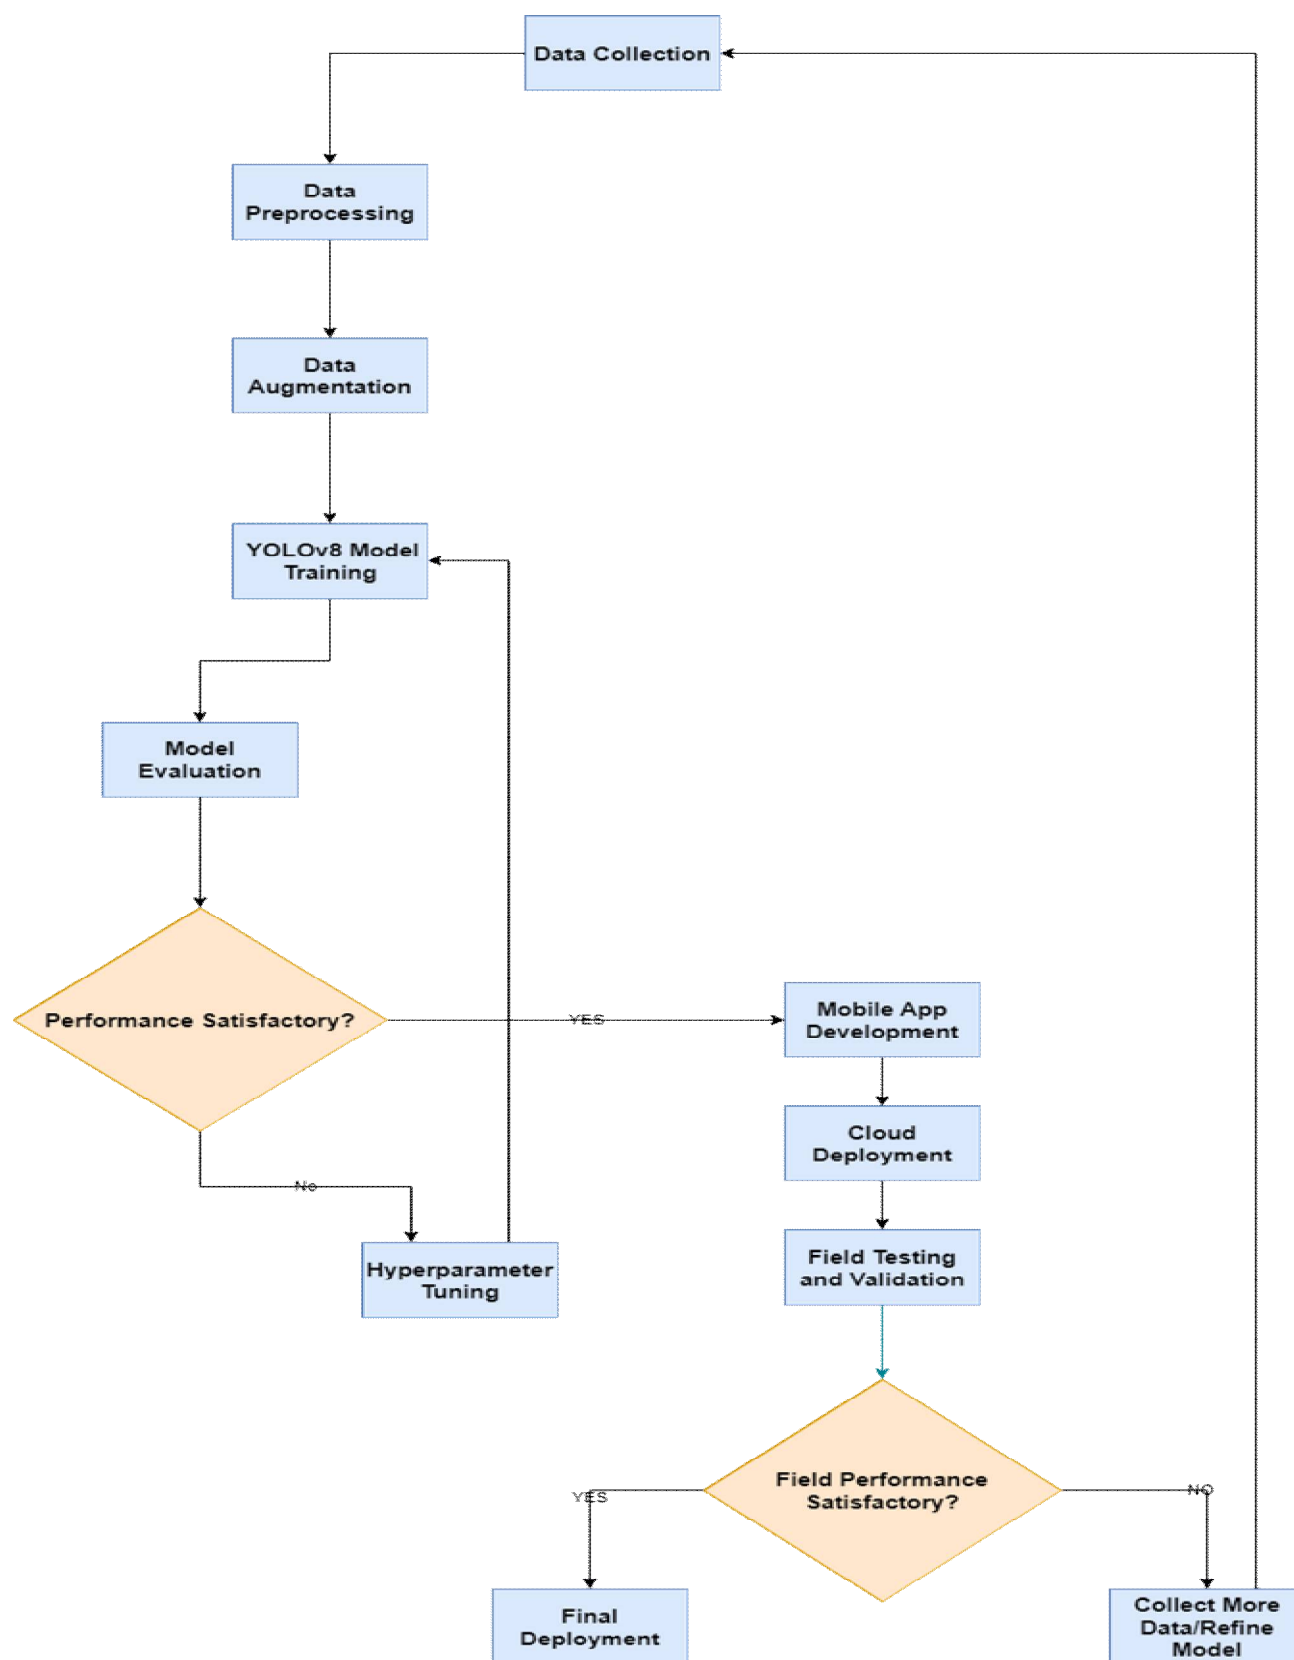 Data Collection
Data
Preprocessing
Data
Augmentation
YOLOv8 Model
Training
Model
Evaluation
Performance Satisfactory?
YES
Mobile App
Development
Cloud
Deployment
No
Field Testing
and Validation
Hyperparameter
Tuning
Field Performance
Satisfactory?
YES
NO
Final
Deployment
Collect More
Data/Refine
Model